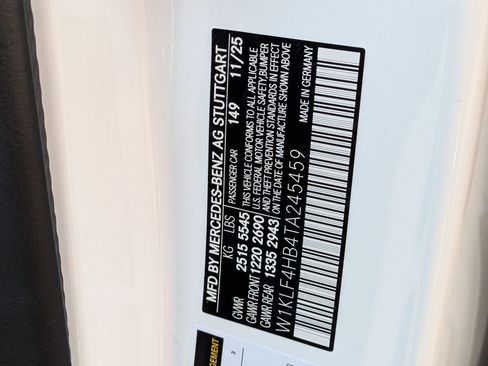 MFD BY MERCEDES-BENZ AG STUTTGART
KG LBS PASSENGER CAR 149 11/25
GVWR 2515 5545 THIS VEHICLE CONFORMS TO ALL APPLICABLE
GAWR FRONT 1220 2690 U.S. FEDERAL MOTOR VEHICLE SAFETY, BUMPER
GAWR REAR 1335 2943 AND THEFT PREVENTION STANDARDS IN EFFECT
ON THE DATE OF MANUFACTURE SHOWN ABOVE
W1KLF4HB4TA245459 MADE IN GERMANY
3